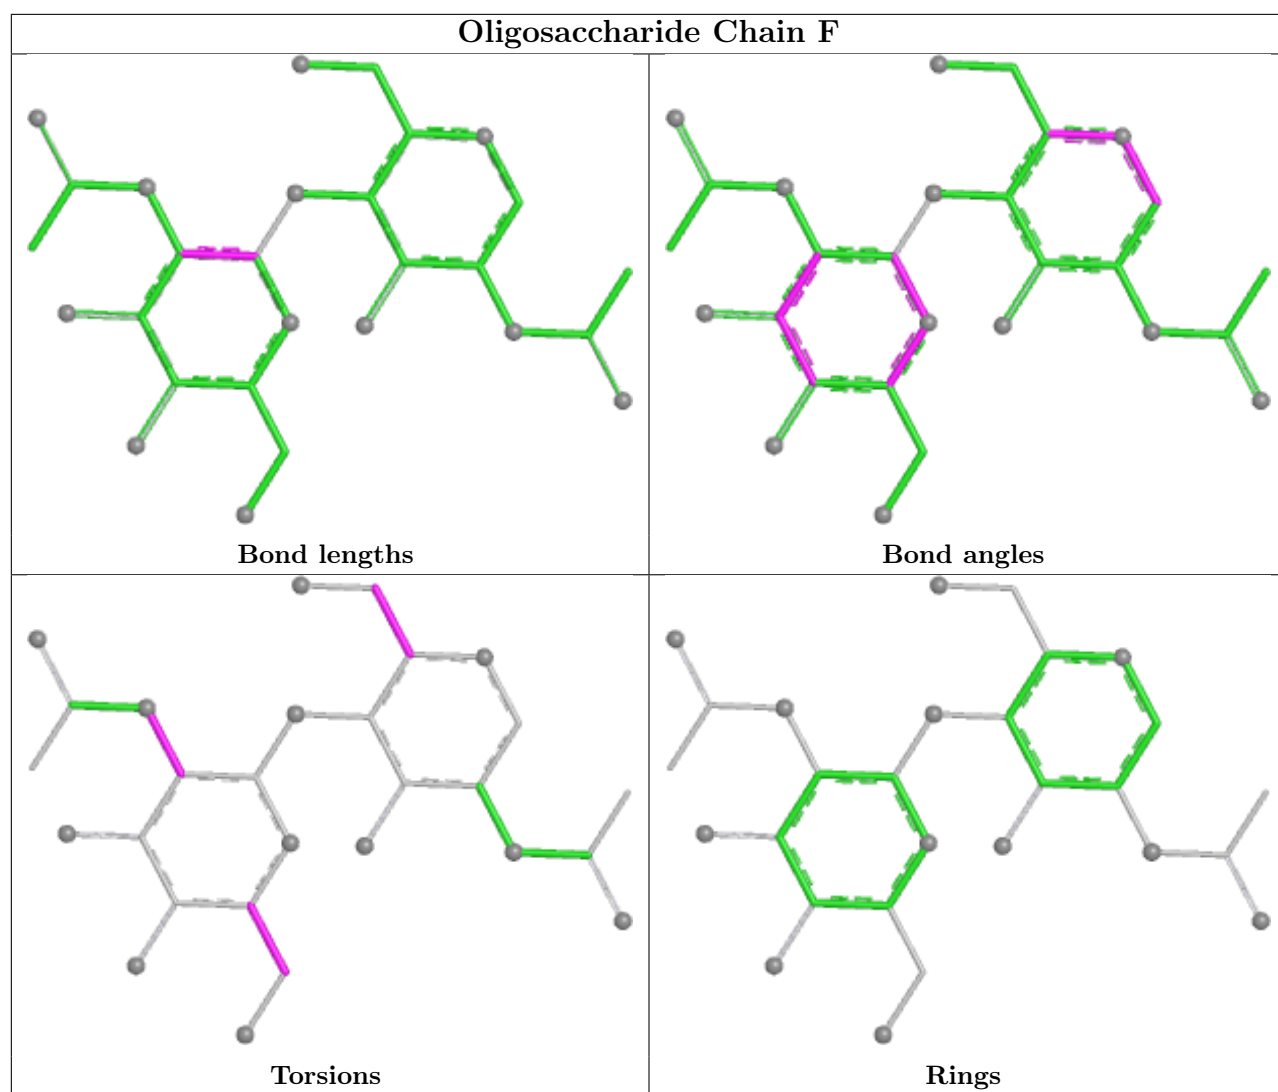 Oligosaccharide Chain F
Bond lengths
Bond angles
Torsions
Rings